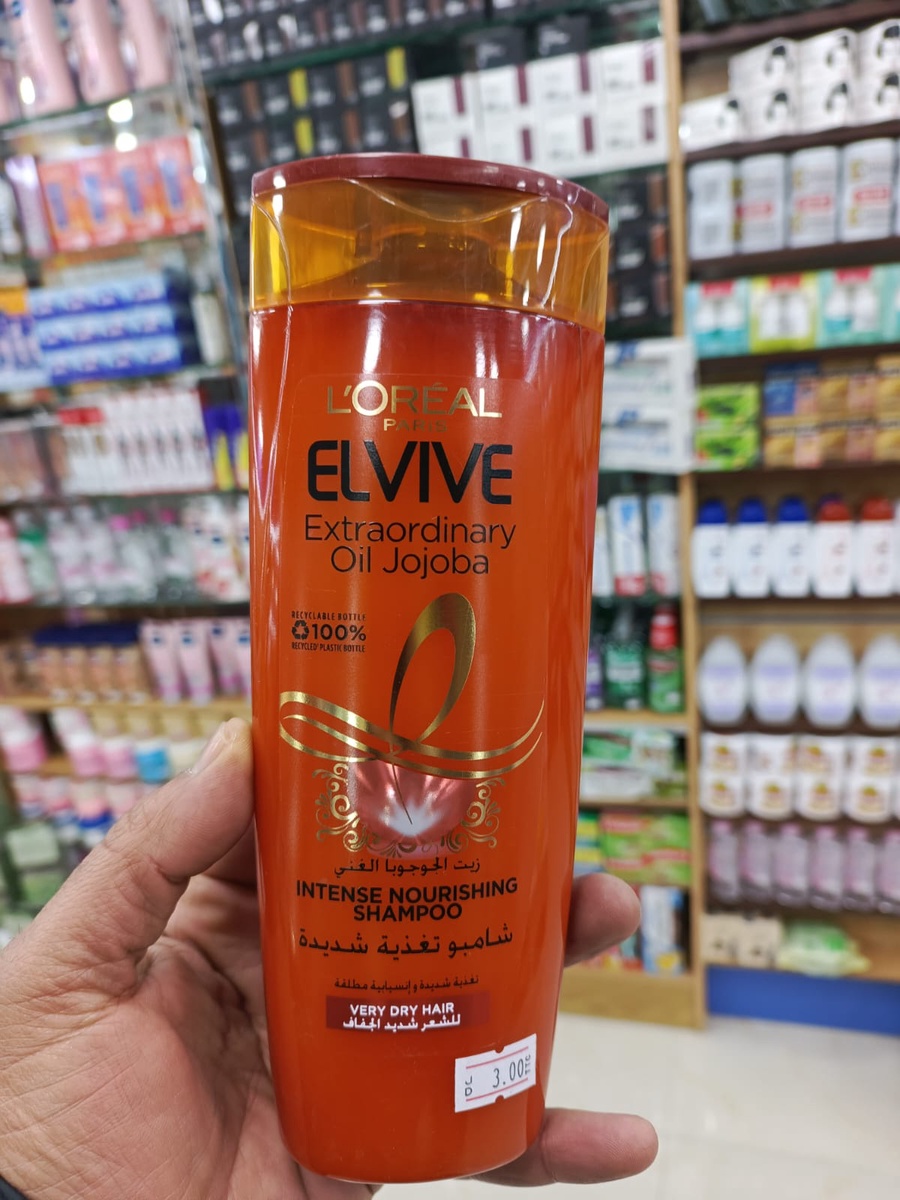 L'ORÉAL
PARIS
ELVIVE
Extraordinary
Oil Jojoba
RECYCLABLE BOTTLE
100%
RECYCLED PLASTIC BOTTLE
زيت الجوجوبا الغني
INTENSE NOURISHING
SHAMPOO
شامبو تغذية شديدة
تغذية شديدة و إنسيابية مطلقة
VERY DRY HAIR
للشعر شديد الجفاف
3.00